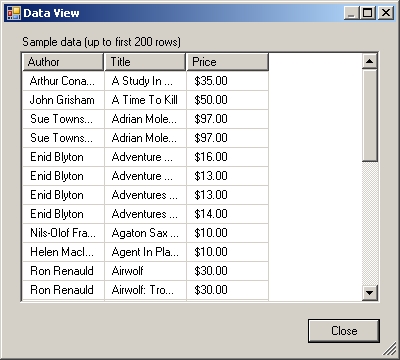 Data View
Sample data (up to first 200 rows)
Author Title Price
Arthur Cona... A Study In ... $35.00
John Grisham A Time To Kill $50.00
Sue Towns... Adrian Mole... $97.00
Sue Towns... Adrian Mole... $97.00
Enid Blyton Adventure ... $16.00
Enid Blyton Adventures ... $13.00
Enid Blyton Adventures ... $13.00
Enid Blyton Adventures ... $14.00
Nils-Olof Fra... Agaton Sax ... $10.00
Helen MacI... Agent In Pla... $10.00
Ron Renauld Airwolf $30.00
Ron Renauld Airwolf: Tro... $30.00
Close